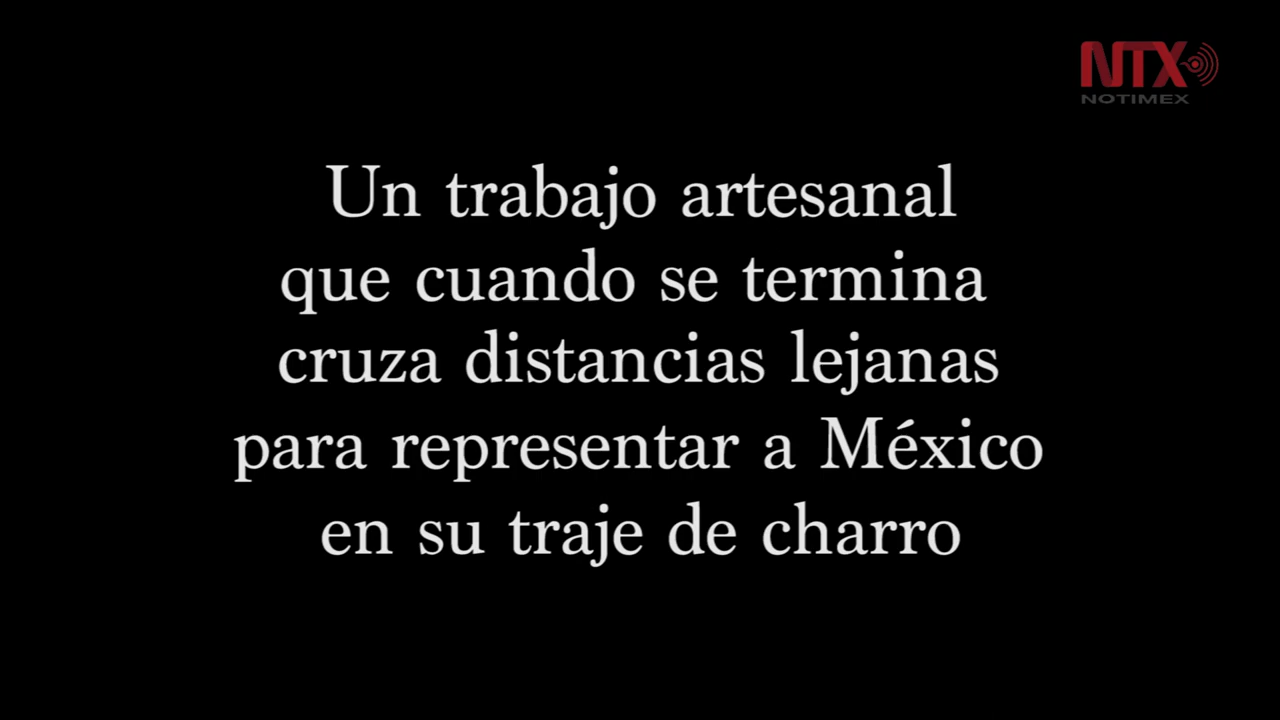 NTX
NOTIMEX
Un trabajo artesanal
que cuando se termina
cruza distancias lejanas
para representar a México
en su traje de charro